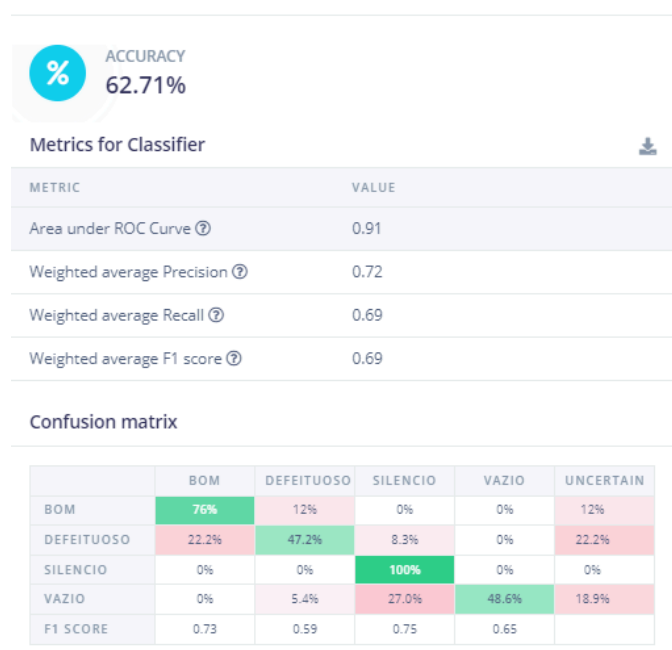 %
ACCURACY
62.71%
Metrics for Classifier
METRIC VALUE
Area under ROC Curve ? 0.91
Weighted average Precision ? 0.72
Weighted average Recall ? 0.69
Weighted average F1 score ? 0.69
Confusion matrix
BOM DEFEITUOSO SILENCIO VAZIO UNCERTAIN
BOM 76% 12% 0% 0% 12%
DEFEITUOSO 22.2% 47.2% 8.3% 0% 22.2%
SILENCIO 0% 0% 100% 0% 0%
VAZIO 0% 5.4% 27.0% 48.6% 18.9%
F1 SCORE 0.73 0.59 0.75 0.65